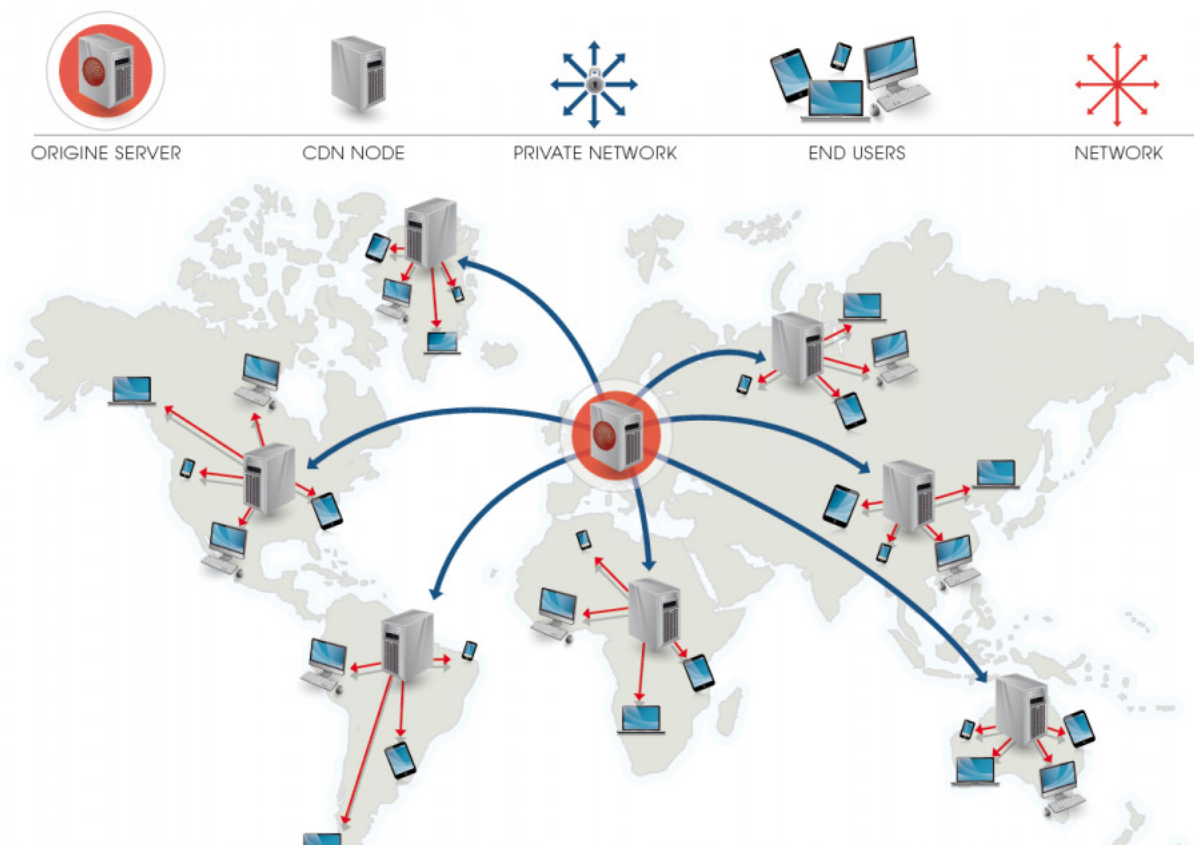 ORIGINE SERVER
CDN NODE
PRIVATE NETWORK
END USERS
NETWORK